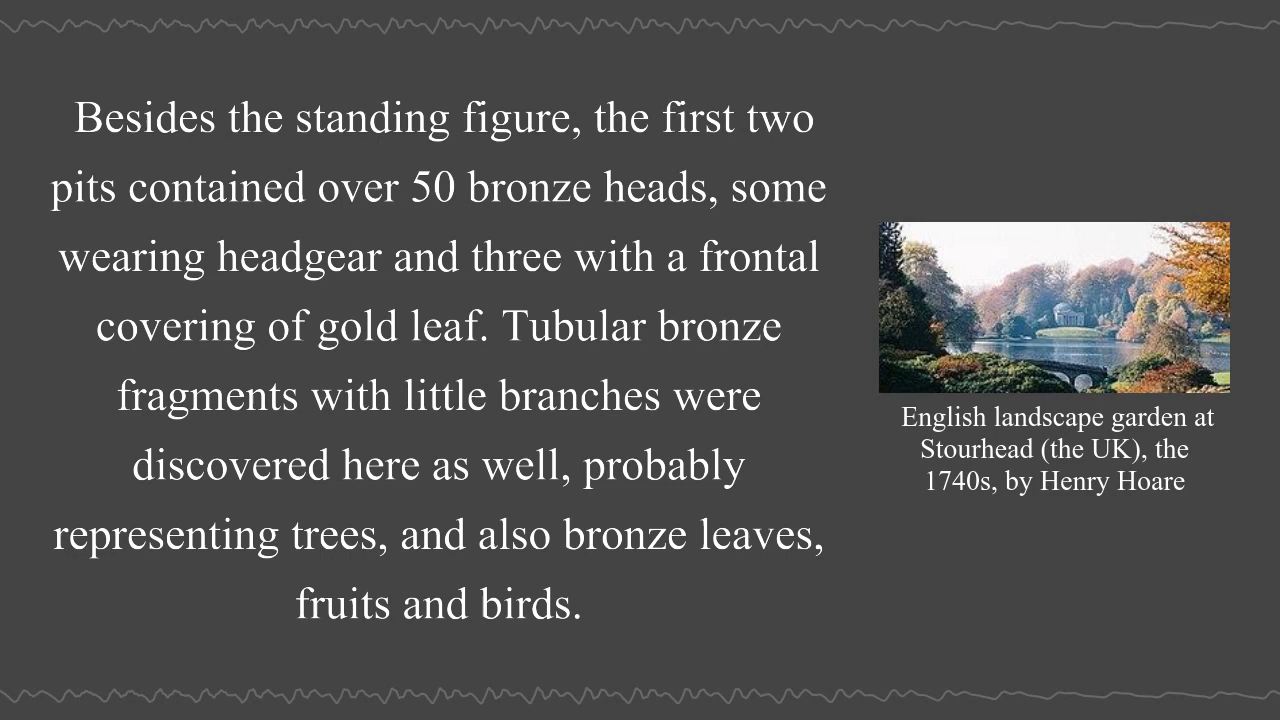 Besides the standing figure, the first two
pits contained over 50 bronze heads, some
wearing headgear and three with a frontal
covering of gold leaf. Tubular bronze
fragments with little branches were
discovered here as well, probably
representing trees, and also bronze leaves,
fruits and birds.
English landscape garden at
Stourhead (the UK), the
1740s, by Henry Hoare